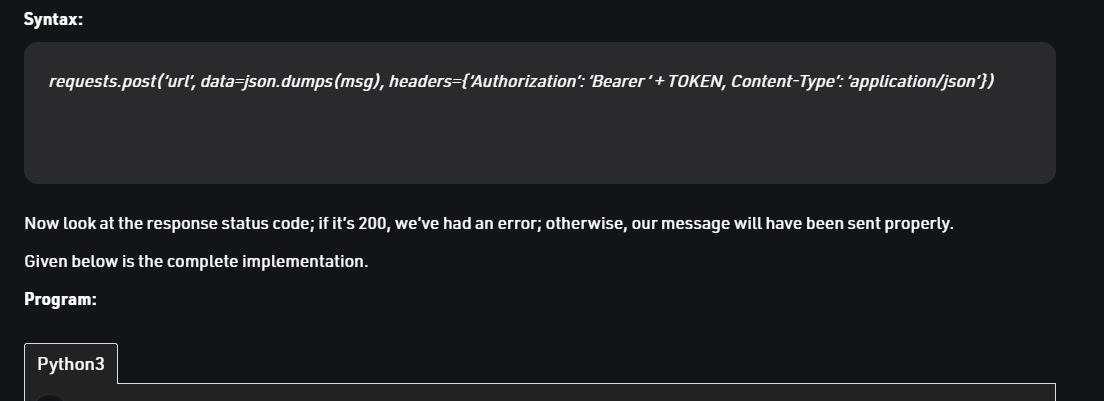 Syntax:
requests.post(‘url’, data=json.dumps(msg), headers={‘Authorization’: ‘Bearer ‘ + TOKEN, Content-Type’: ‘application/json’})
Now look at the response status code; if it’s 200, we’ve had an error; otherwise, our message will have been sent properly.
Given below is the complete implementation.
Program:
Python3